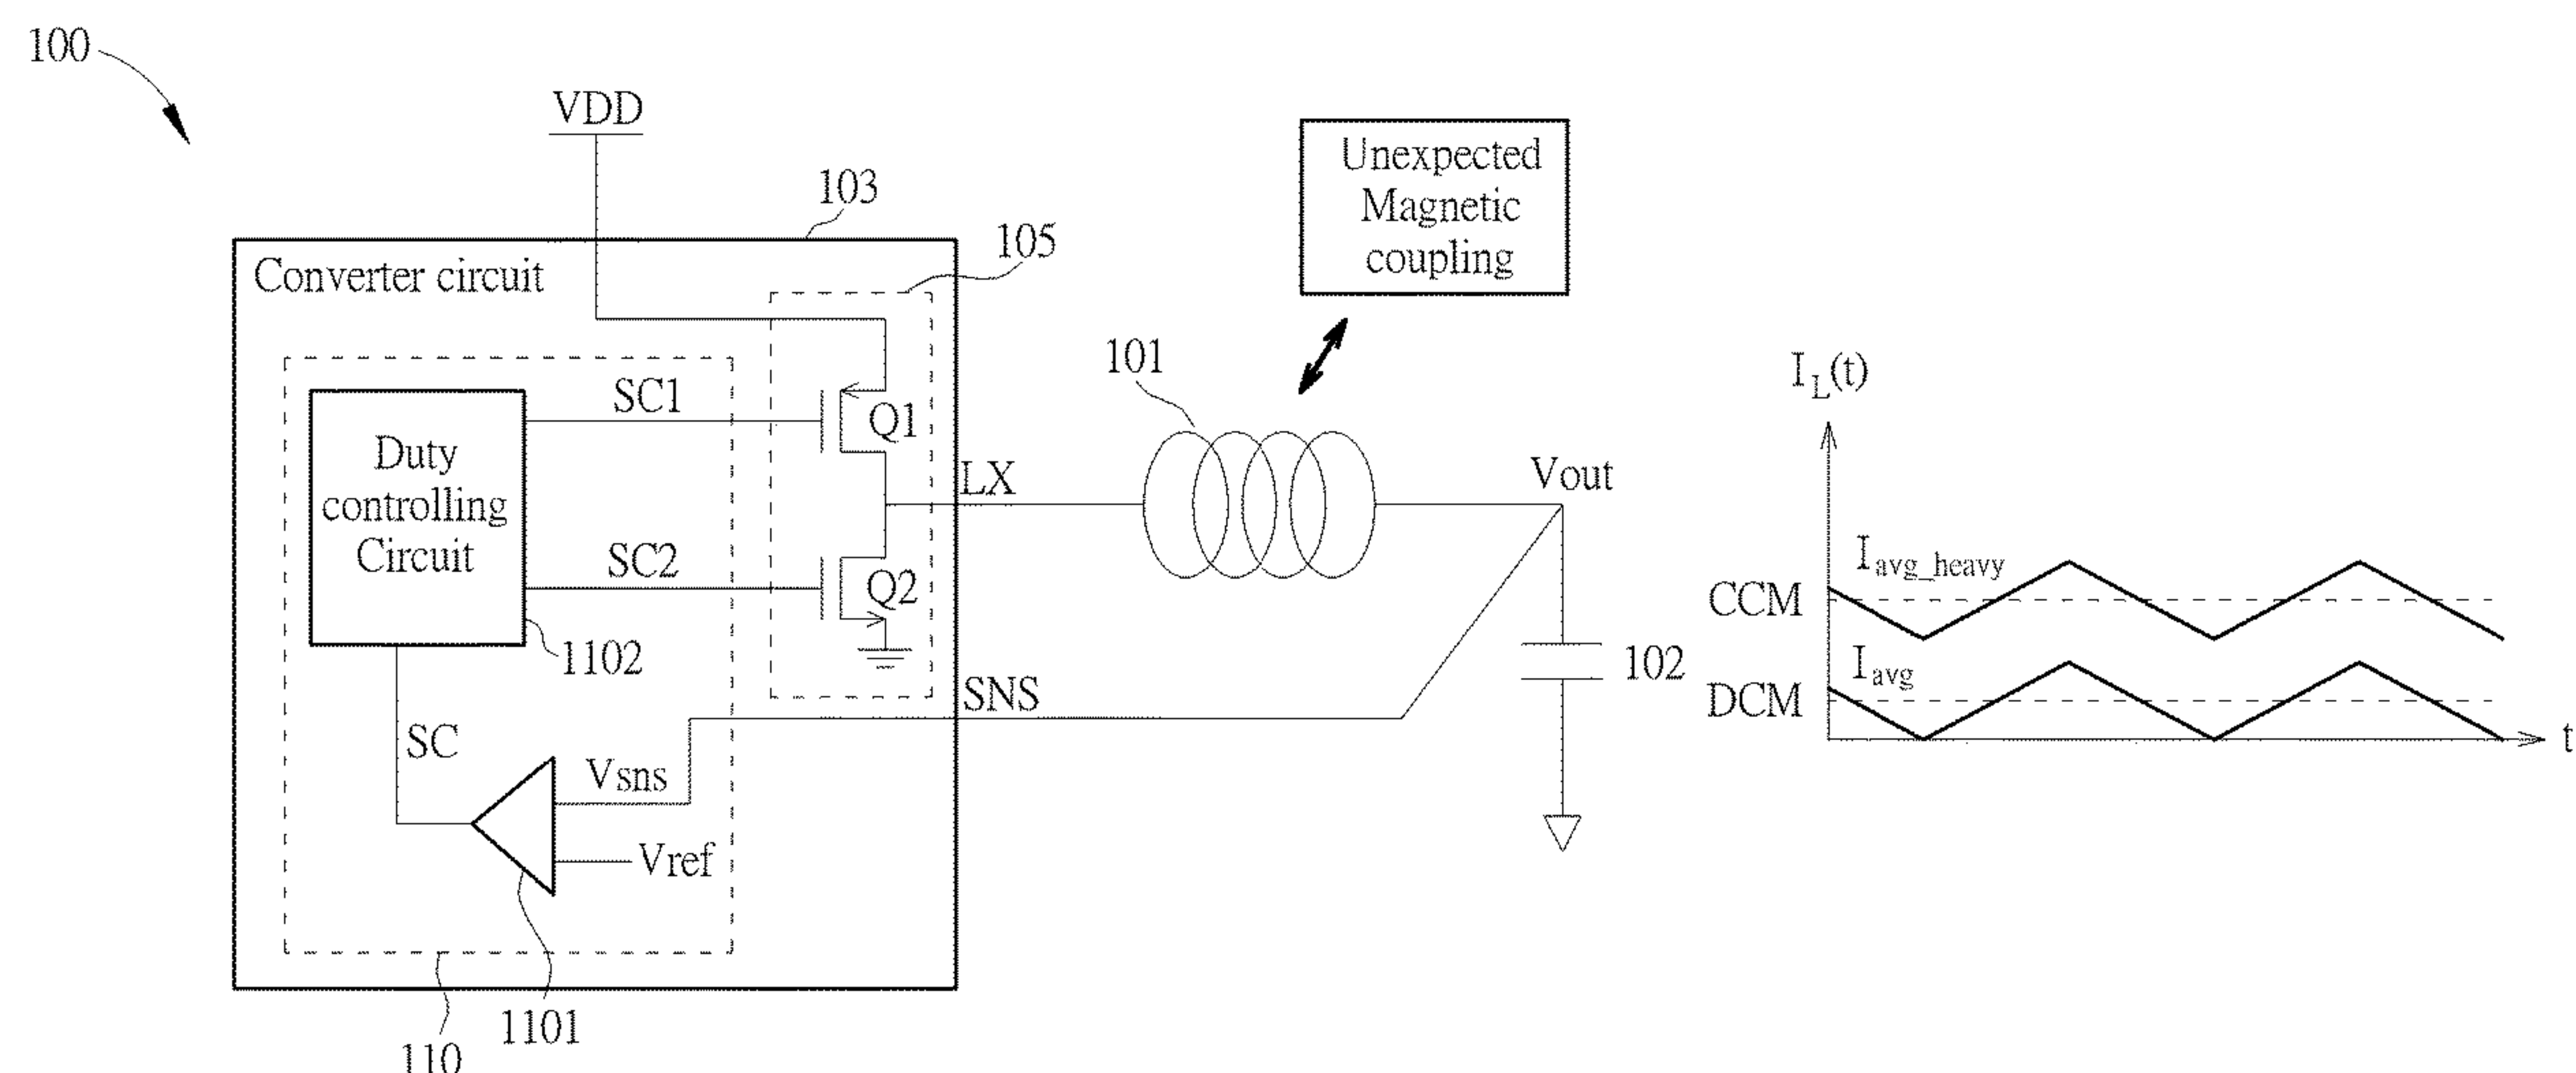 100
VDD
103
105
Converter circuit
Unexpected
Magnetic
coupling
SC1
Q1
Duty
controlling
Circuit
SC2
Q2
1102
LX
101
Vout
102
SNS
SC
Vsns
Vref
1101
110
I_L(t)
I_avg_heavy
CCM
I_avg
DCM
t